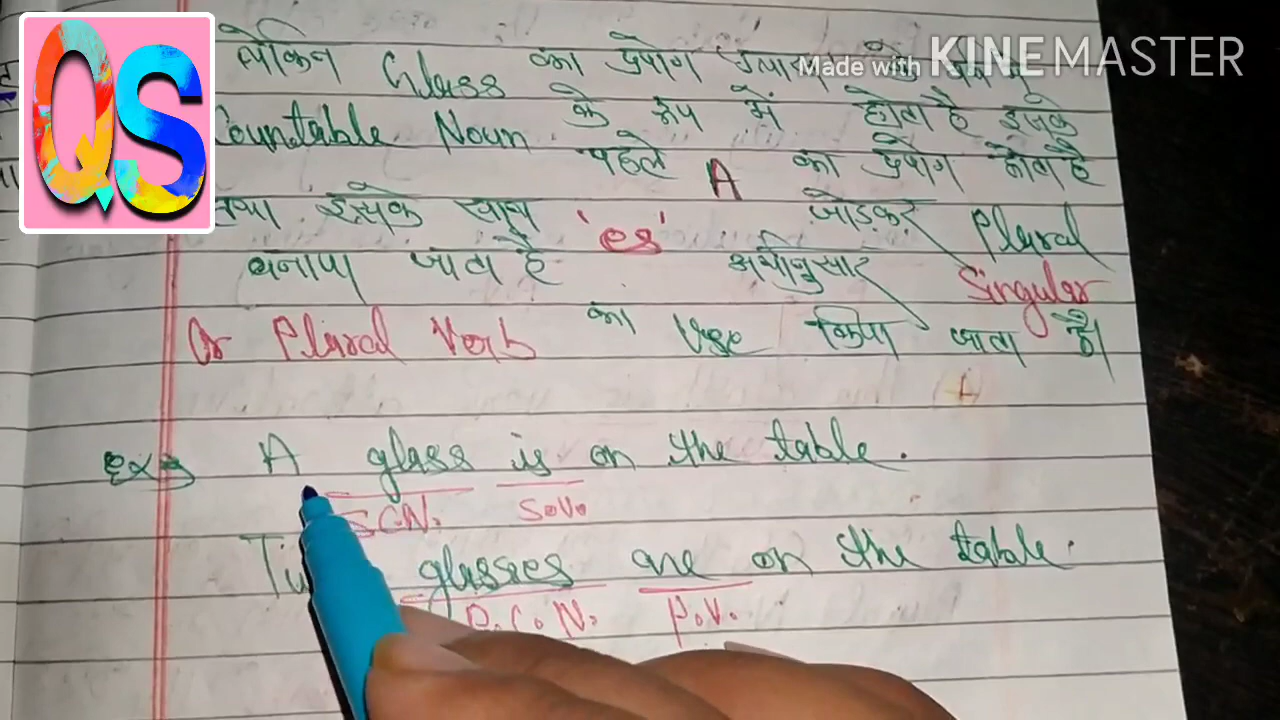 QS
Made with KINEMASTER
लेकिन Glass का प्रयोग
Countable Noun के रूप में होता है इसके
पहले A का प्रयोग होता है
तथा इसके साथ 'es' जोड़कर Plural
बनाया जाता है अर्थानुसार Singular
Or Plural Verb का Use किया जाता है।
A
Ex A glass is on the table.
S.C.N. S.V.
glasses are on the table.
P.C.N. P.V.